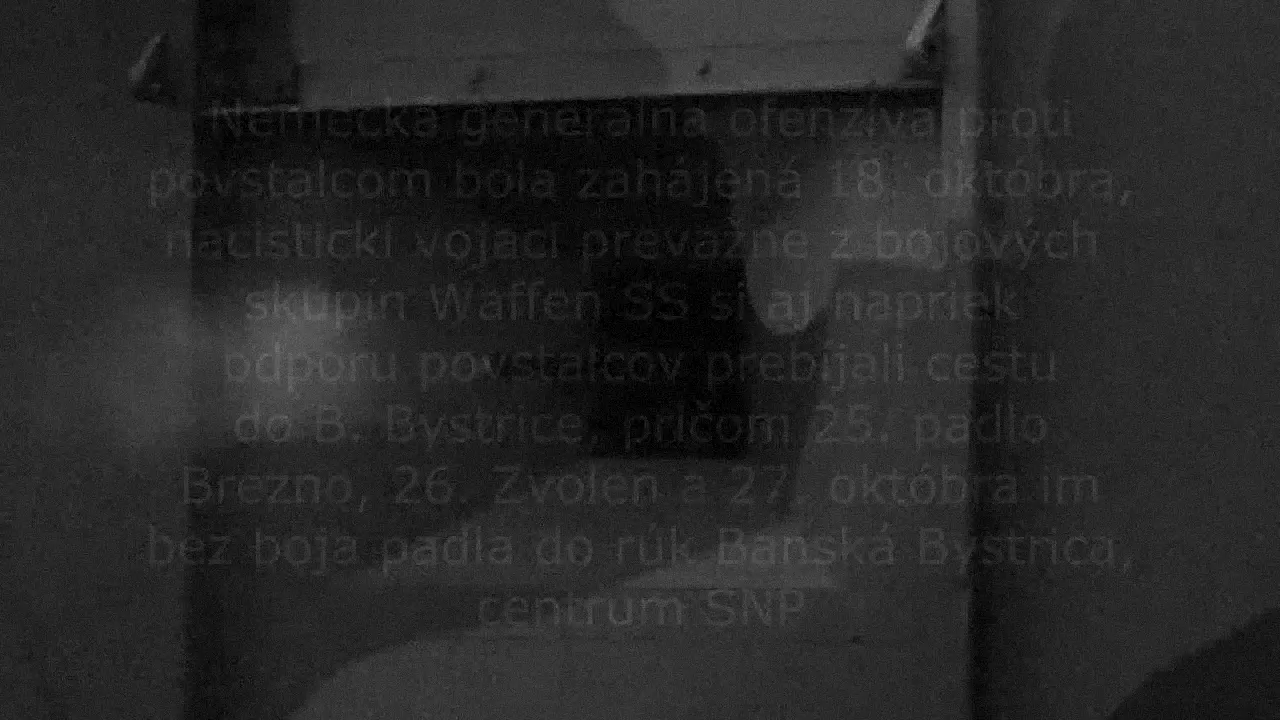 Nemecká generálna ofenzíva proti
povstalcom bola zahájená 18. októbra,
nacistickí vojaci prevažne z bojových
skupín Waffen SS si aj napriek
odporu povstalcov prebíjali cestu
do B. Bystrice, pričom 25. padlo
Brezno, 26. Zvolen a 27. októbra im
bez boja padla do rúk Banská Bystrica,
centrum SNP